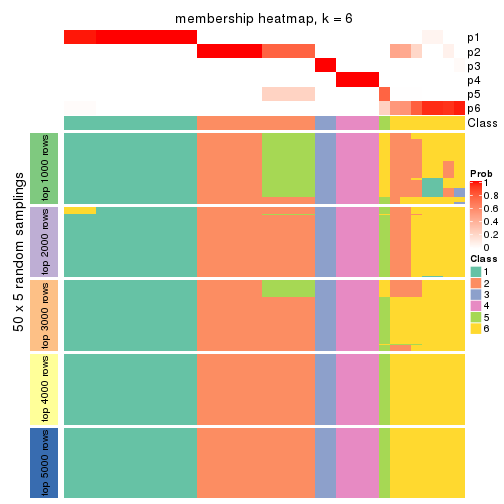 membership heatmap, k = 6
p1
p2
p3
p4
p5
p6
Class
50 x 5 random samplings
top 1000 rows
top 2000 rows
top 3000 rows
top 4000 rows
top 5000 rows
Prob
1
0.8
0.6
0.4
0.2
0
Class
1
2
3
4
5
6